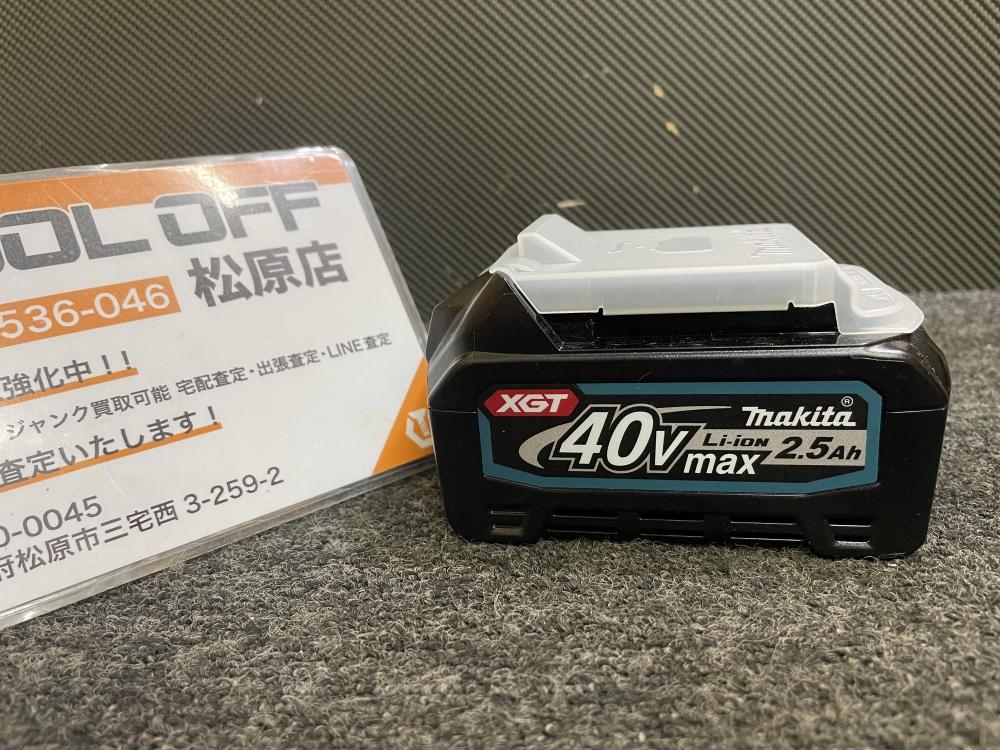 OOL OFF
松原店
536-046
強化中！！
ジャンク買取可能 宅配査定・出張査定・LINE査定
査定いたします！
0-0045
府松原市三宅西 3-259-2
makita
XGT
40Vmax
Li-ion 2.5Ah
makita®